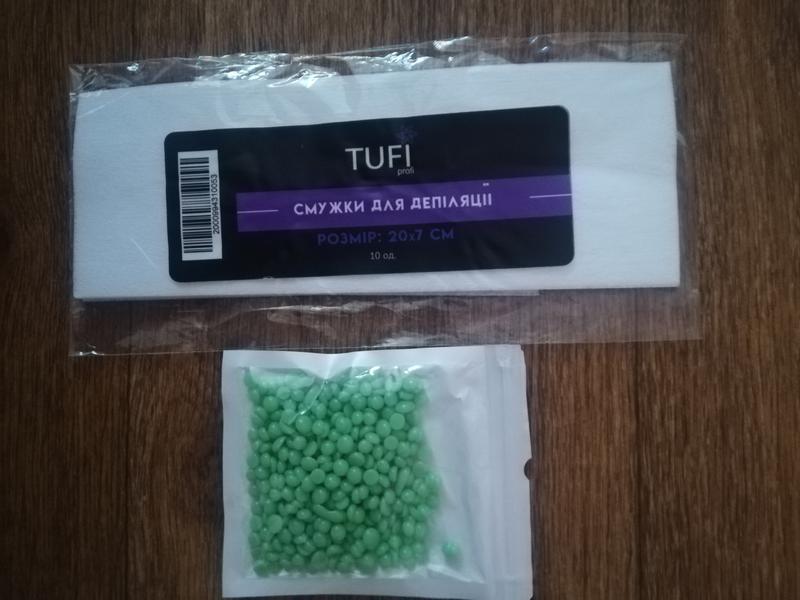 TUFI
profi
СМУЖКИ ДЛЯ ДЕПІЛЯЦІЇ
РОЗМІР: 20x7 СМ
10 од.
2000994310053